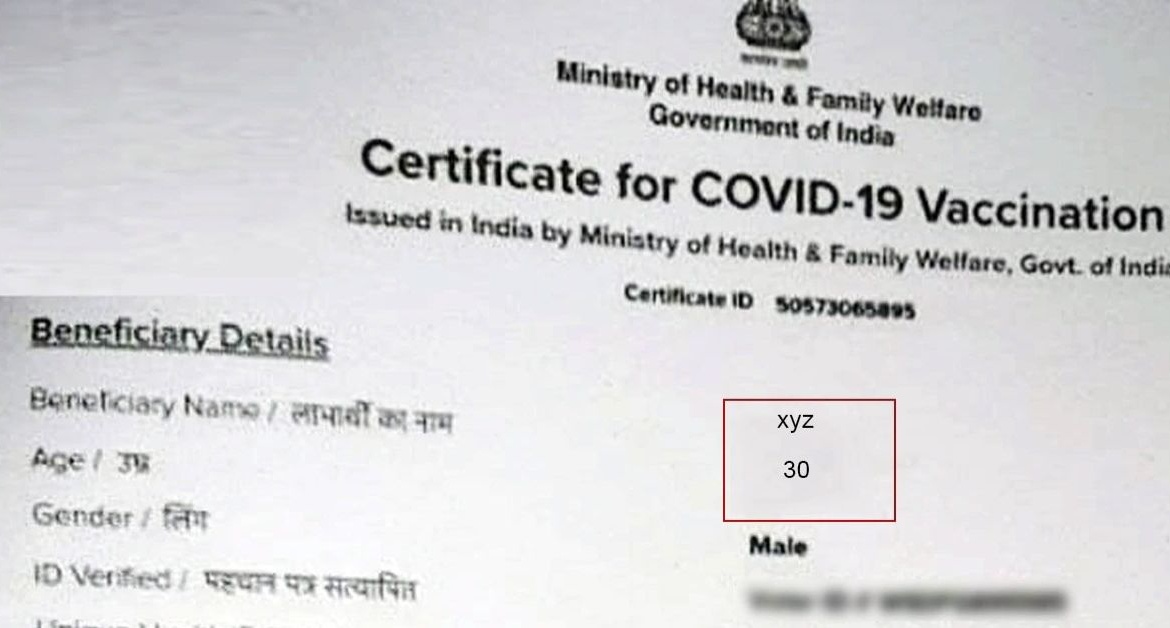 Ministry of Health & Family Welfare
Government of India
Certificate for COVID-19 Vaccination
Issued in India by Ministry of Health & Family Welfare, Govt. of India
Certificate ID 50573065895
Beneficiary Details
Beneficiary Name / लाभार्थी का नाम xyz
Age / उम्र 30
Gender / लिंग Male
ID Verified / पहचान पत्र सत्यापित